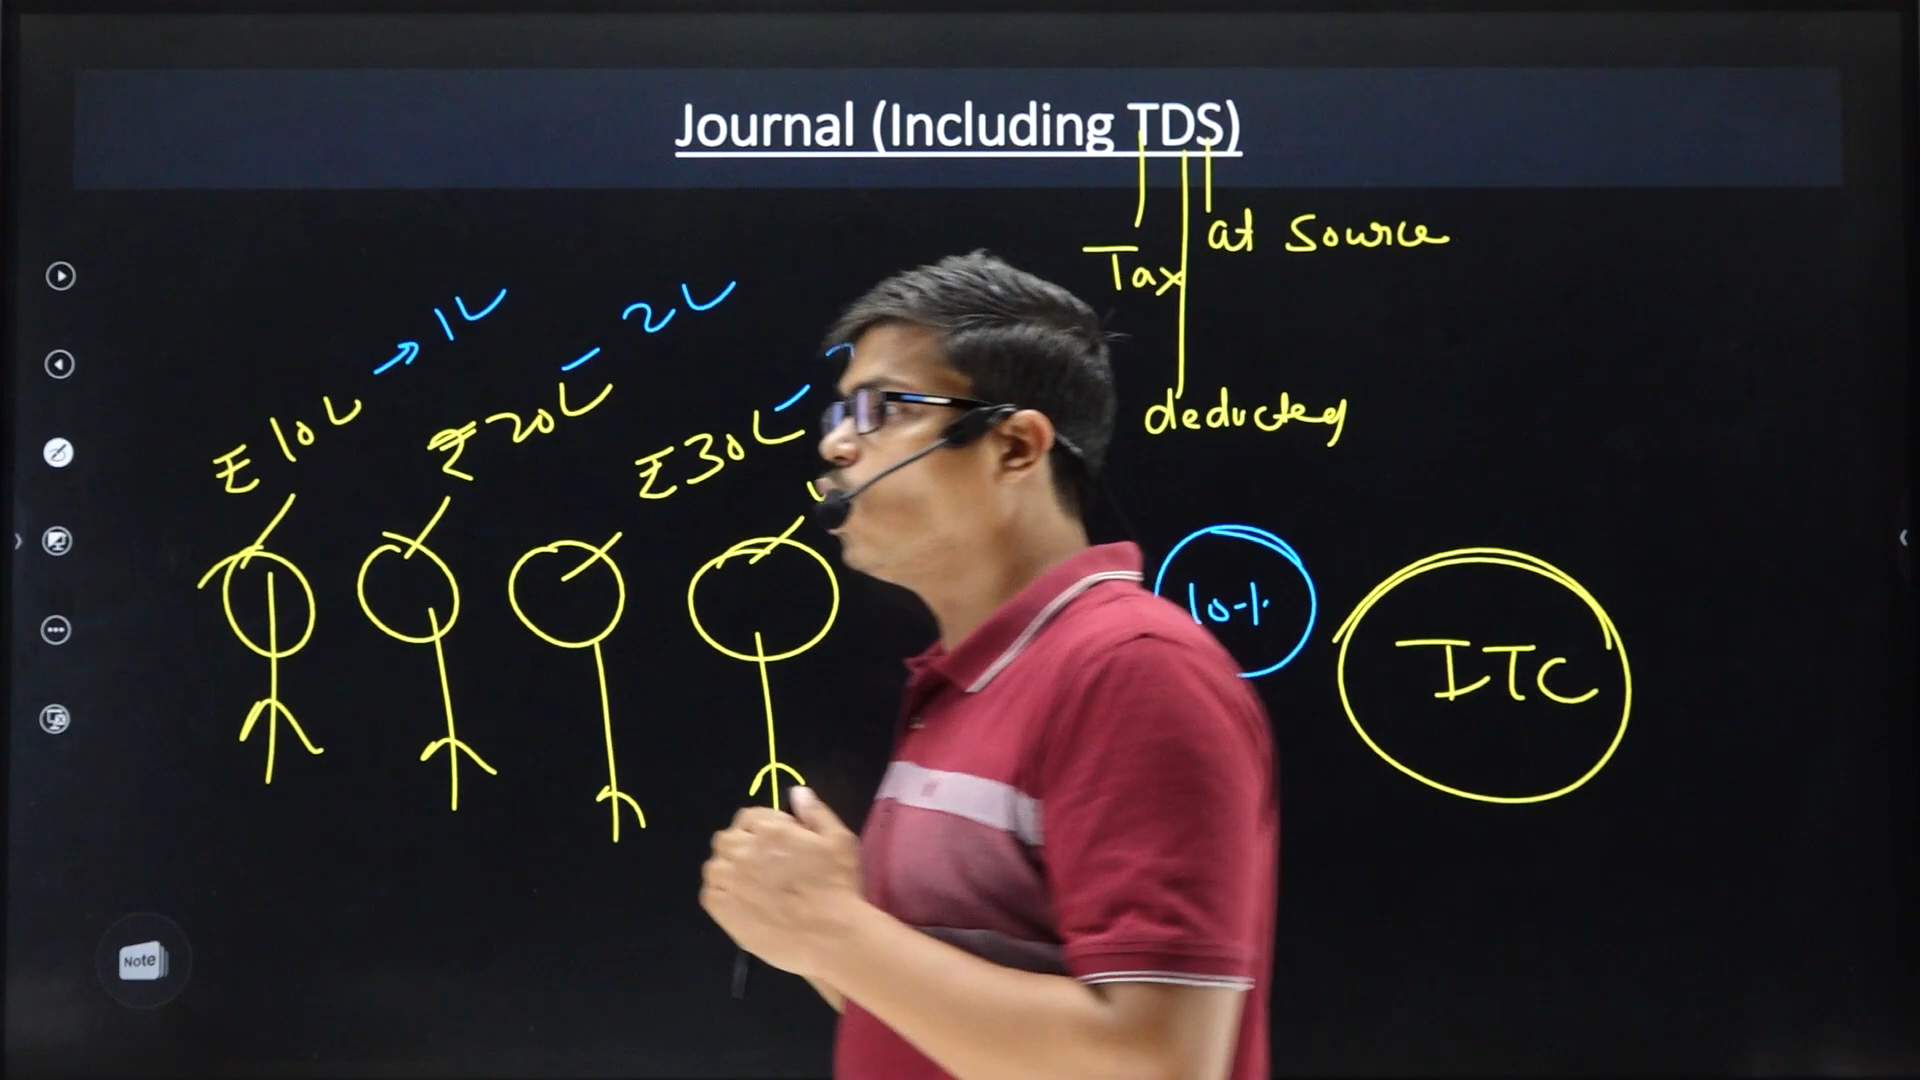 Journal (Including TDS)
at Source
Tax
deducted
1L
2L
₹10L
₹20L
₹30L
10%
ITC
Note